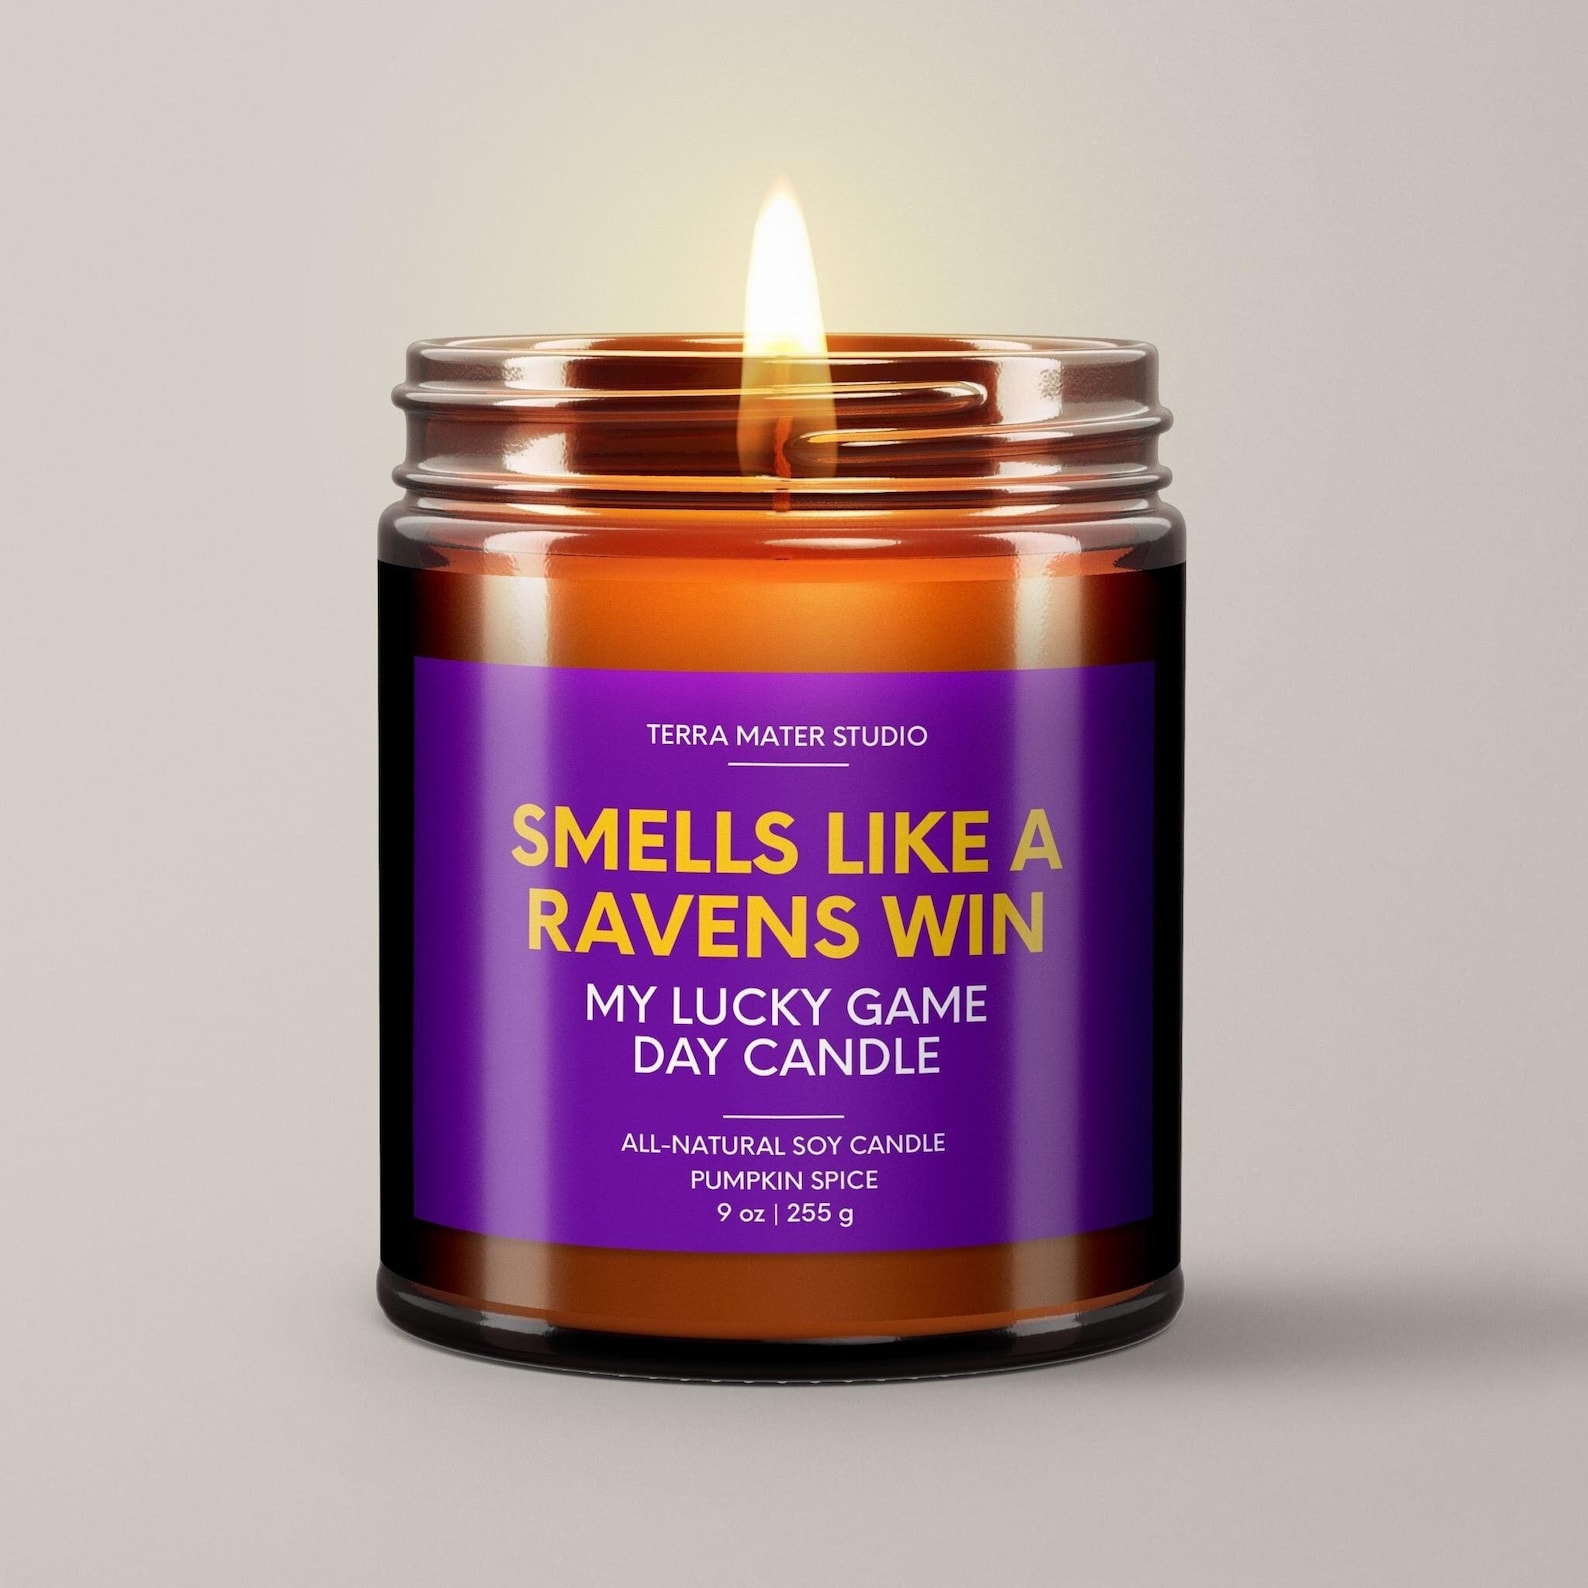 TERRA MATER STUDIO
SMELLS LIKE A
RAVENS WIN
MY LUCKY GAME
DAY CANDLE
ALL-NATURAL SOY CANDLE
PUMPKIN SPICE
9 oz | 255 g